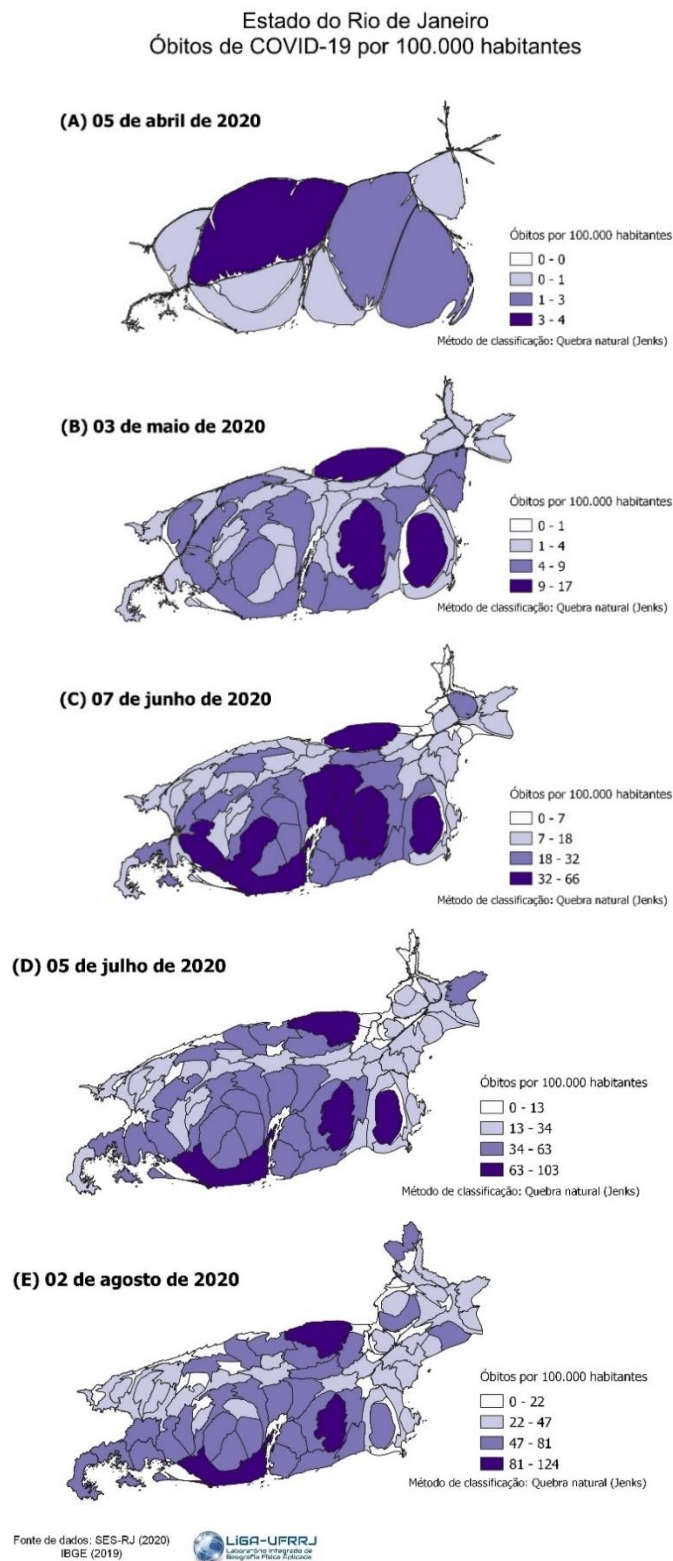 Estado do Rio de Janeiro
Óbitos de COVID-19 por 100.000 habitantes
(A) 05 de abril de 2020
Óbitos por 100.000 habitantes
0 - 0
0 - 1
1 - 3
3 - 4
Método de classificação: Quebra natural (Jenks)
(B) 03 de maio de 2020
Óbitos por 100.000 habitantes
0 - 1
1 - 4
4 - 9
9 - 17
Método de classificação: Quebra natural (Jenks)
(C) 07 de junho de 2020
Óbitos por 100.000 habitantes
0 - 7
7 - 18
18 - 32
32 - 66
Método de classificação: Quebra natural (Jenks)
(D) 05 de julho de 2020
Óbitos por 100.000 habitantes
0 - 13
13 - 34
34 - 63
63 - 103
Método de classificação: Quebra natural (Jenks)
(E) 02 de agosto de 2020
Óbitos por 100.000 habitantes
0 - 22
22 - 47
47 - 81
81 - 124
Método de classificação: Quebra natural (Jenks)
Fonte de dados: SES-RJ (2020)
IBGE (2019)
LiGA-UFRRJ
Laboratório Integrado de
Geografia Física Aplicada